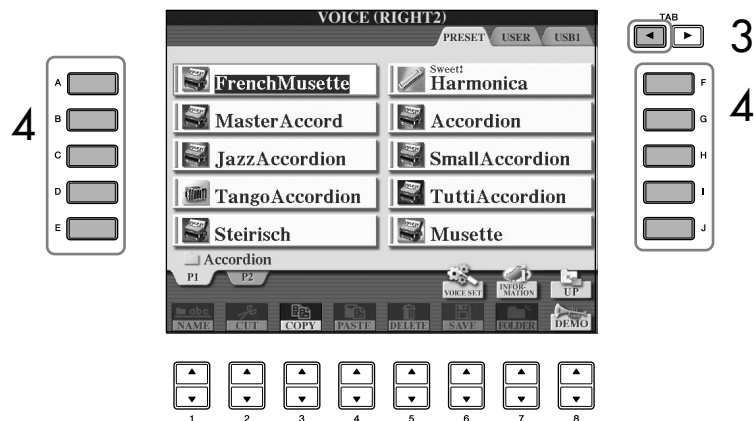 VOICE (RIGHT2)
PRESET USER USB1
TAB
3
4
A
B
C
D
E
FrenchMusette
MasterAccord
JazzAccordion
TangoAccordion
Steirisch
Sweet!
Harmonica
Accordion
SmallAccordion
TuttiAccordion
Musette
F
G
H
I
J
4
Accordion
P1 P2
VOICE SET INFOR-MATION UP
abc
NAME CUT COPY PASTE DELETE SAVE FOLDER DEMO
1 2 3 4 5 6 7 8